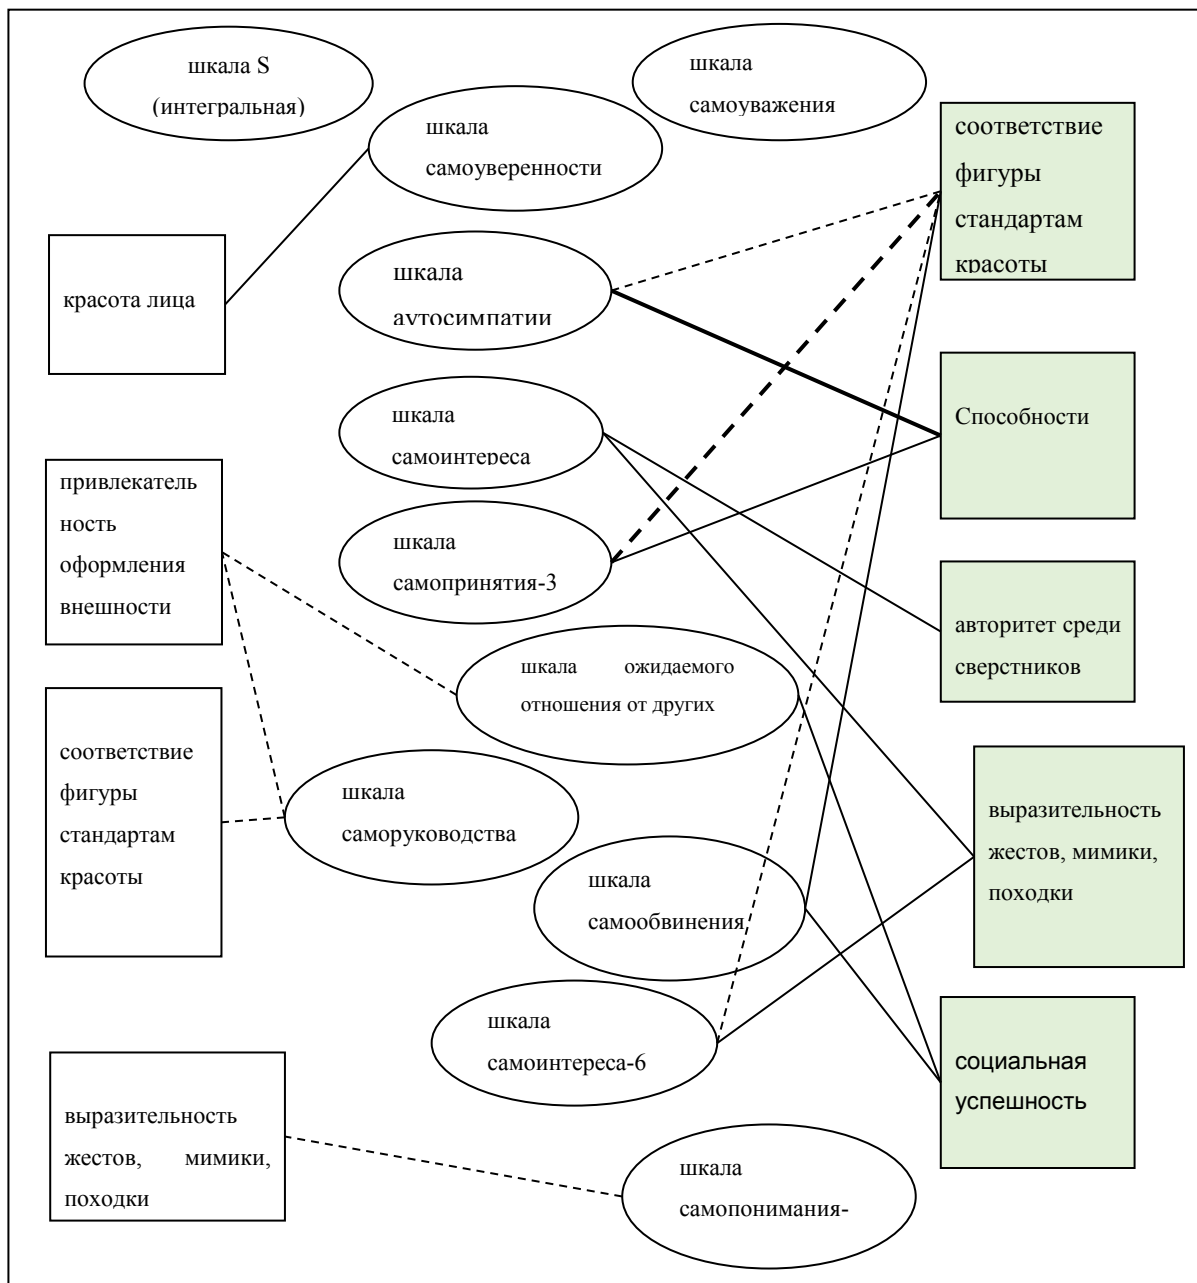 шкала S
(интегральная)
шкала
самоуважения
шкала
самоуверенности
соответствие
фигуры
стандартам
красоты
красота лица
шкала
аутосимпатии
шкала
самоинтереса
Способности
привлекатель
ность
оформления
внешности
шкала
самопринятия-3
авторитет среди
сверстников
шкала ожидаемого
отношения от других
соответствие
фигуры
стандартам
красоты
шкала
саморуководства
выразительность
жестов, мимики,
походки
шкала
самообвинения
шкала
самоинтереса-6
социальная
успешность
выразительность
жестов, мимики,
походки
шкала
самопонимания-